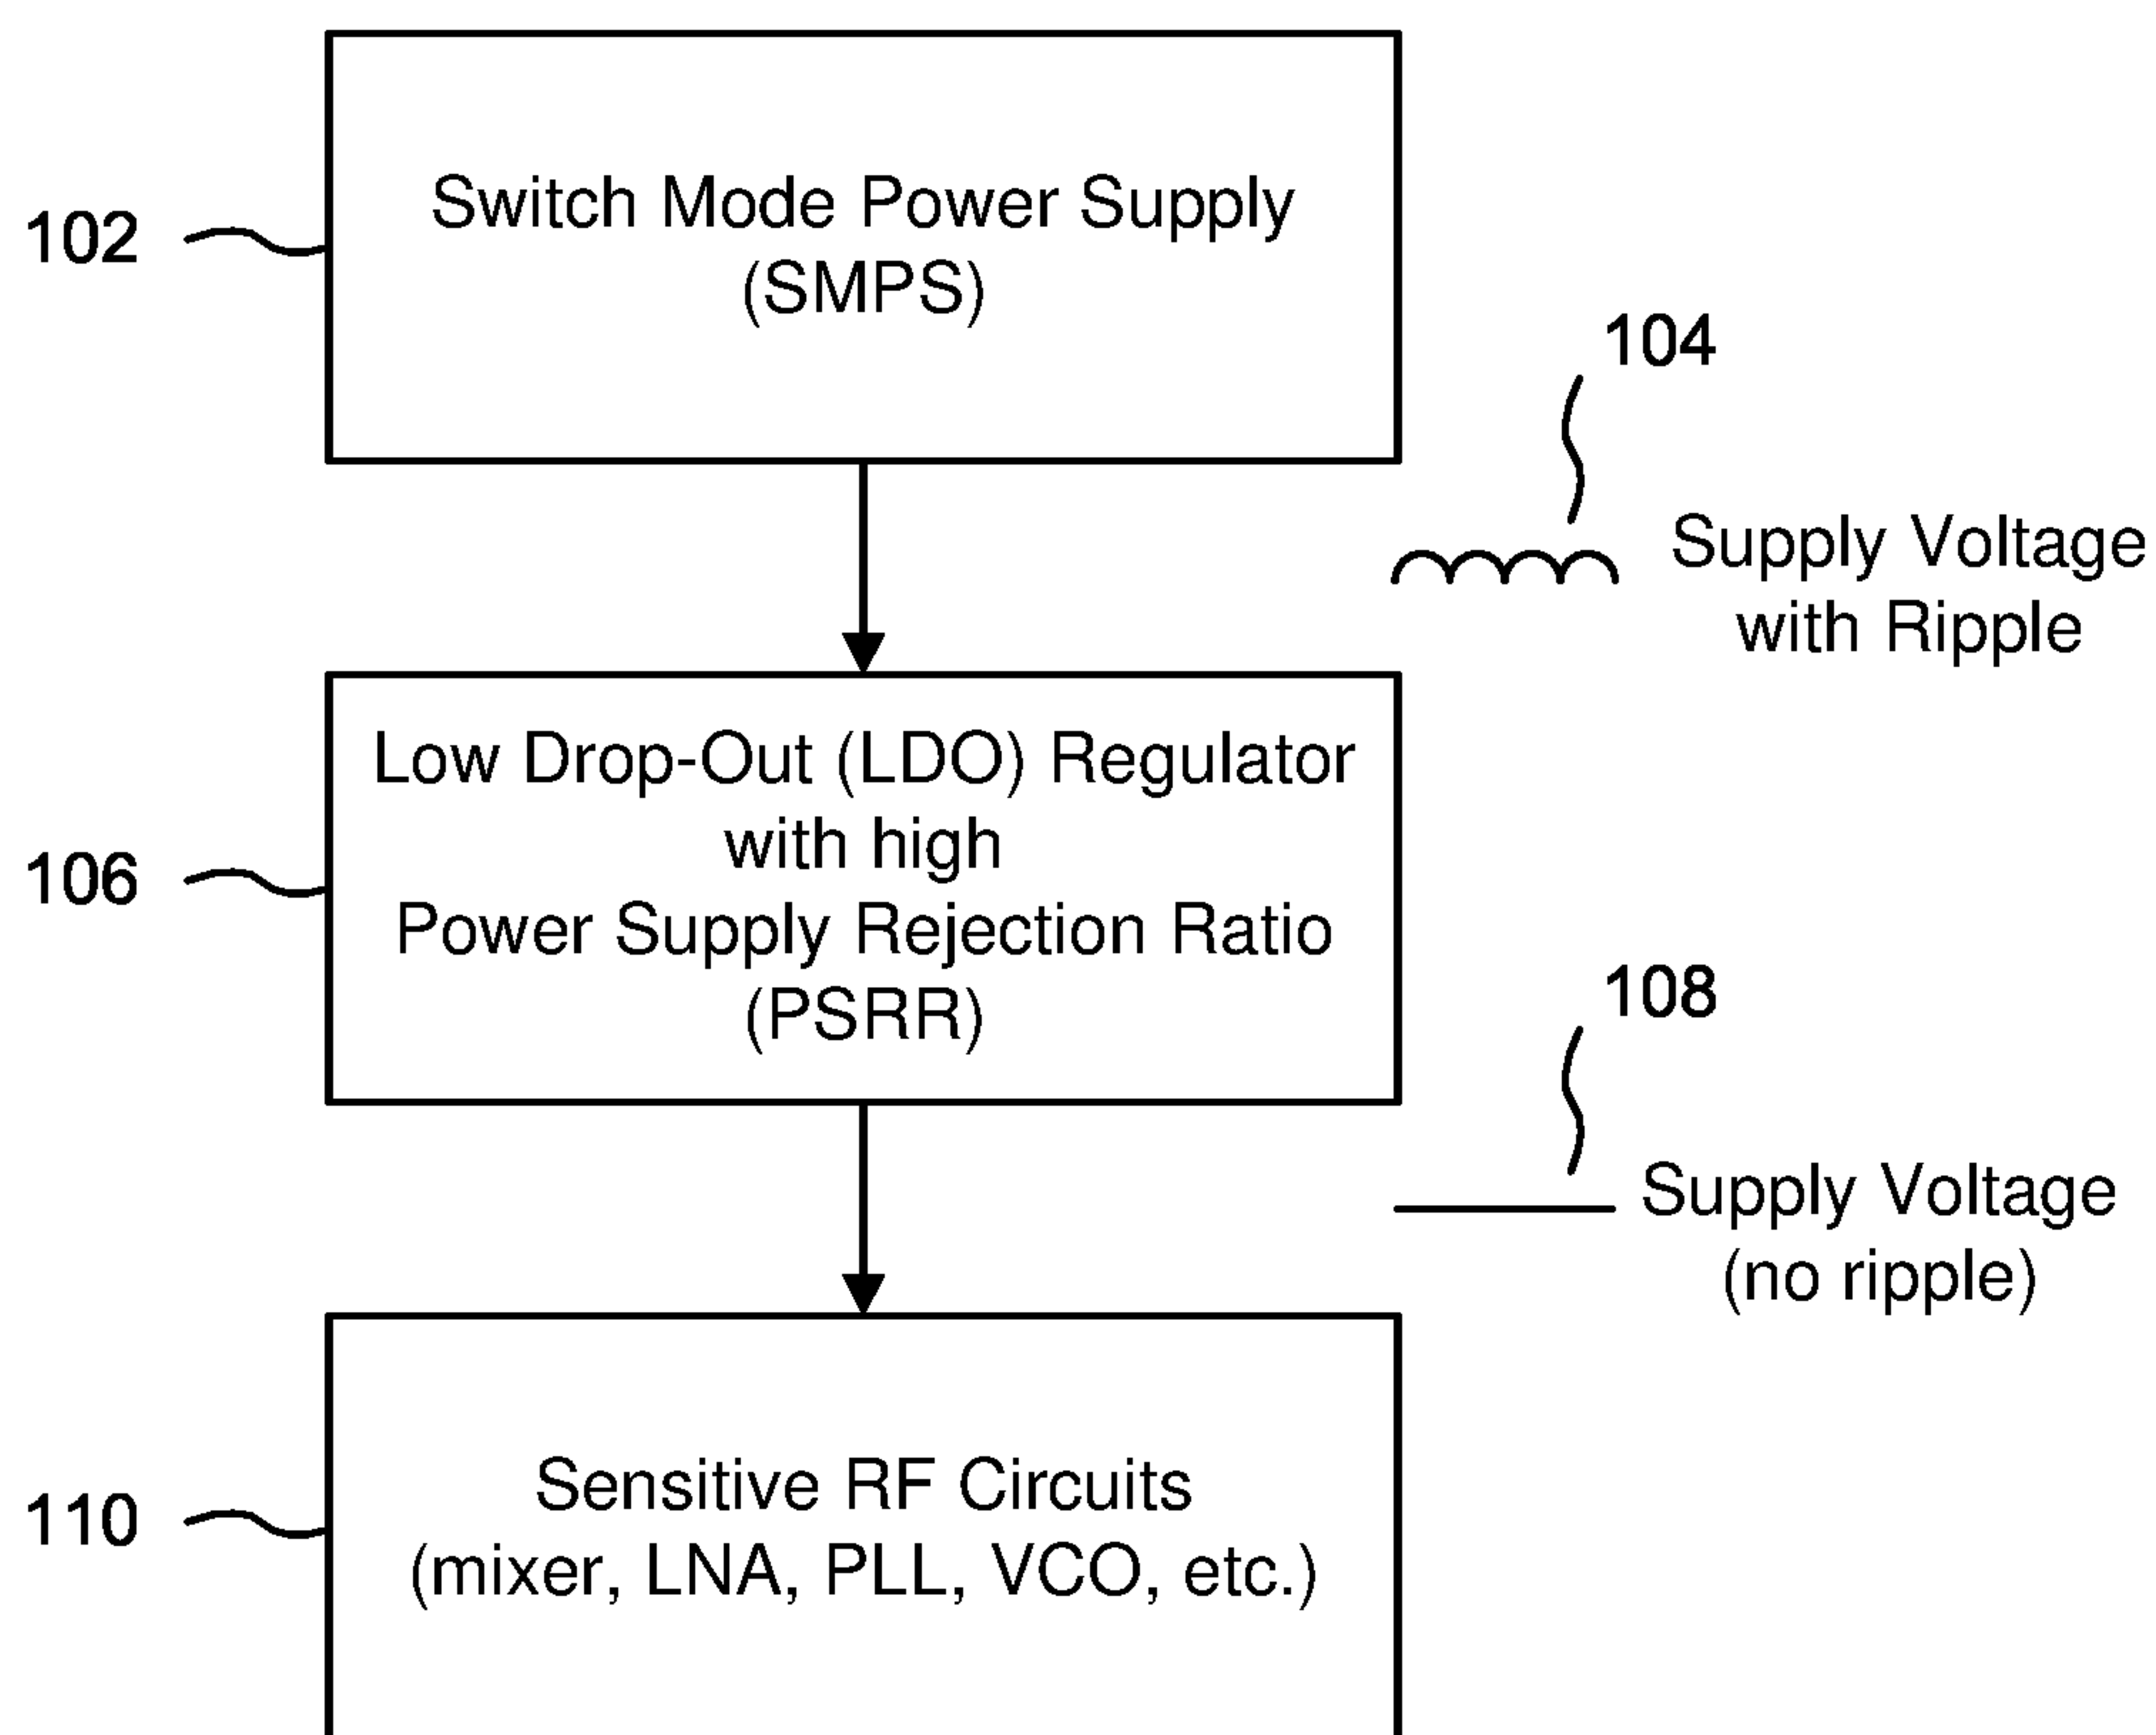 102
Switch Mode Power Supply
(SMPS)
104
Supply Voltage
with Ripple
106
Low Drop-Out (LDO) Regulator
with high
Power Supply Rejection Ratio
(PSRR)
108
Supply Voltage
(no ripple)
110
Sensitive RF Circuits
(mixer, LNA, PLL, VCO, etc.)